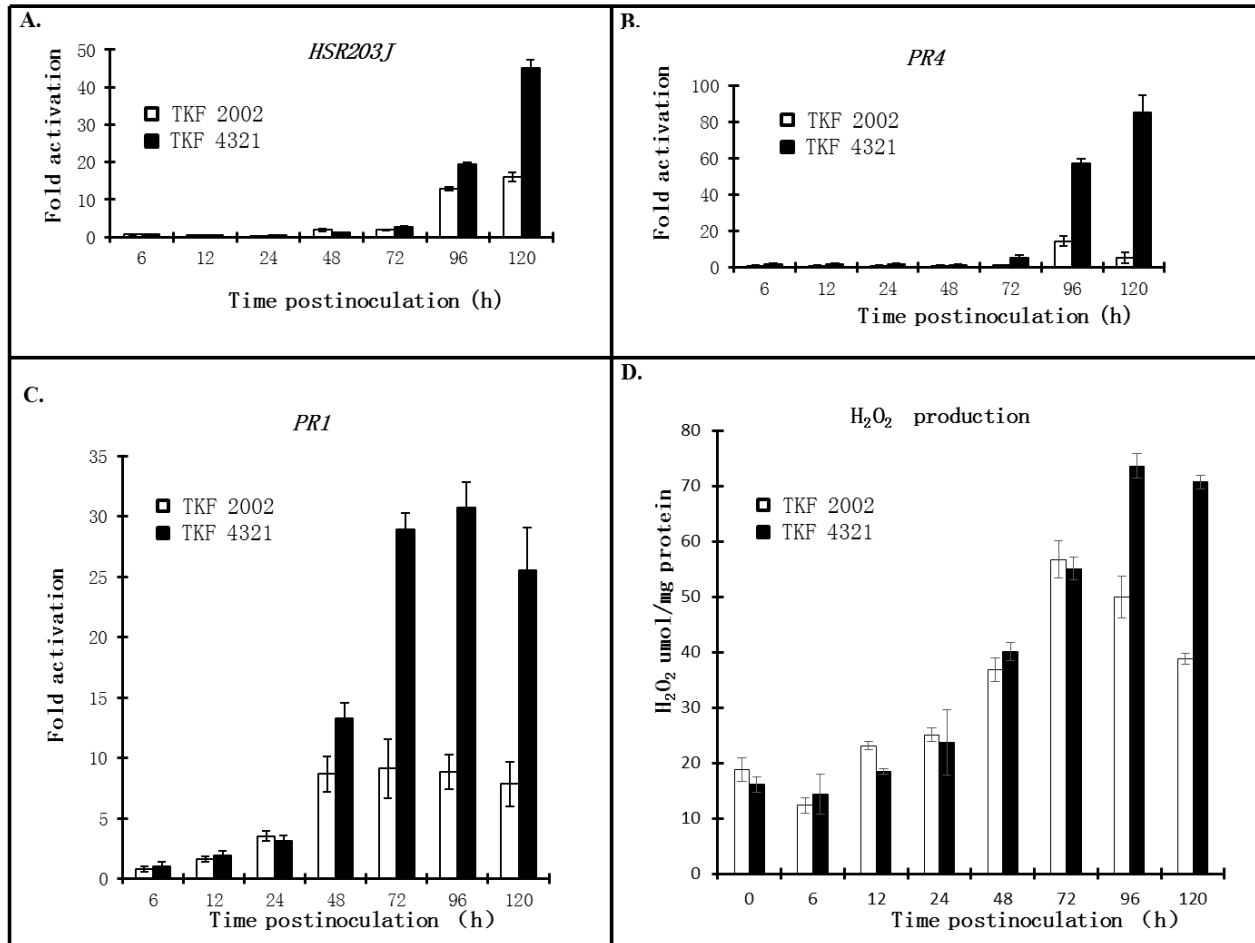 A.
HSR203J
50
40
30
20
10
0
Fold activation
TKF 2002
TKF 4321
6 12 24 48 72 96 120
Time postinoculation (h)
B.
PR4
100
80
60
40
20
0
Fold activation
TKF 2002
TKF 4321
6 12 24 48 72 96 120
Time postinoculation (h)
C.
PR1
35
30
25
20
15
10
5
0
Fold activation
TKF 2002
TKF 4321
6 12 24 48 72 96 120
Time postinoculation (h)
D.
H₂O₂ production
80
70
60
50
40
30
20
10
0
H₂O₂ umol/mg protein
TKF 2002
TKF 4321
0 6 12 24 48 72 96 120
Time postinoculation (h)